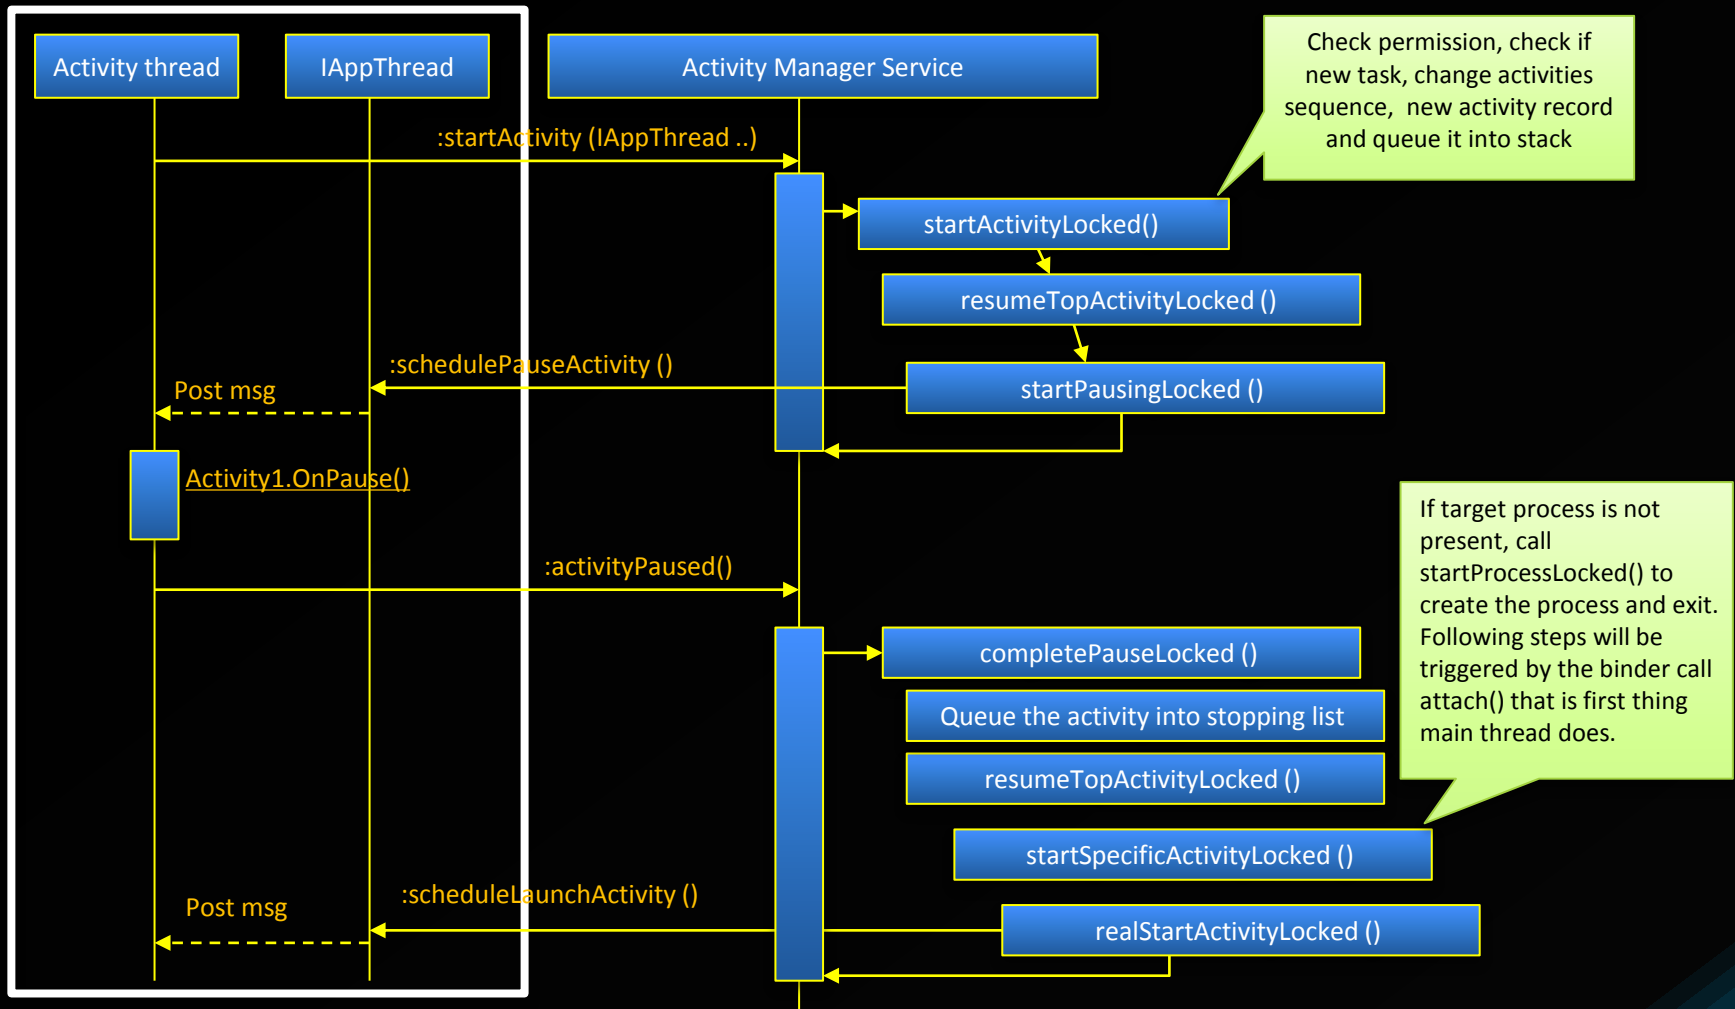 Activity thread
IAppThread
Activity Manager Service
Check permission, check if
new task, change activities
sequence,  new activity record
and queue it into stack
:startActivity (IAppThread ..)
startActivityLocked()
resumeTopActivityLocked ()
:schedulePauseActivity ()
startPausingLocked ()
Post msg
Activity1.OnPause()
If target process is not
present, call
startProcessLocked() to
create the process and exit.
Following steps will be
triggered by the binder call
attach() that is first thing
main thread does.
:activityPaused()
completePauseLocked ()
Queue the activity into stopping list
resumeTopActivityLocked ()
startSpecificActivityLocked ()
:scheduleLaunchActivity ()
Post msg
realStartActivityLocked ()